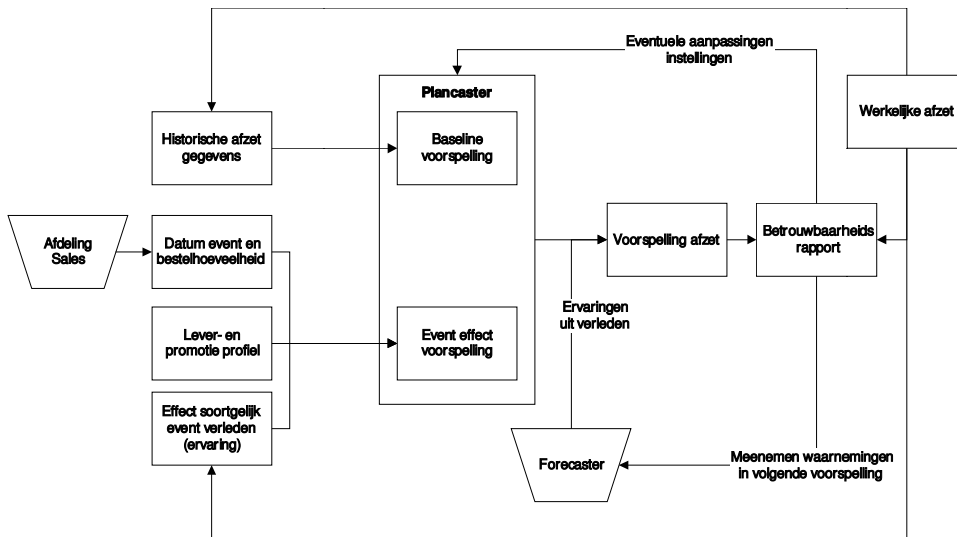 Eventuele aanpassingen
instellingen
Plancaster
Werkelijke afzet
Historische afzet
gegevens
Baseline
voorspelling
Afdeling
Sales
Datum event en
bestelhoeveelheid
Voorspelling afzet
Betrouwbaarheids
rapport
Ervaringen
uit verleden
Lever- en
promotie profiel
Event effect
voorspelling
Effect soortgelijk
event verleden
(ervaring)
Forecaster
Meenemen waarnemingen
in volgende voorspelling